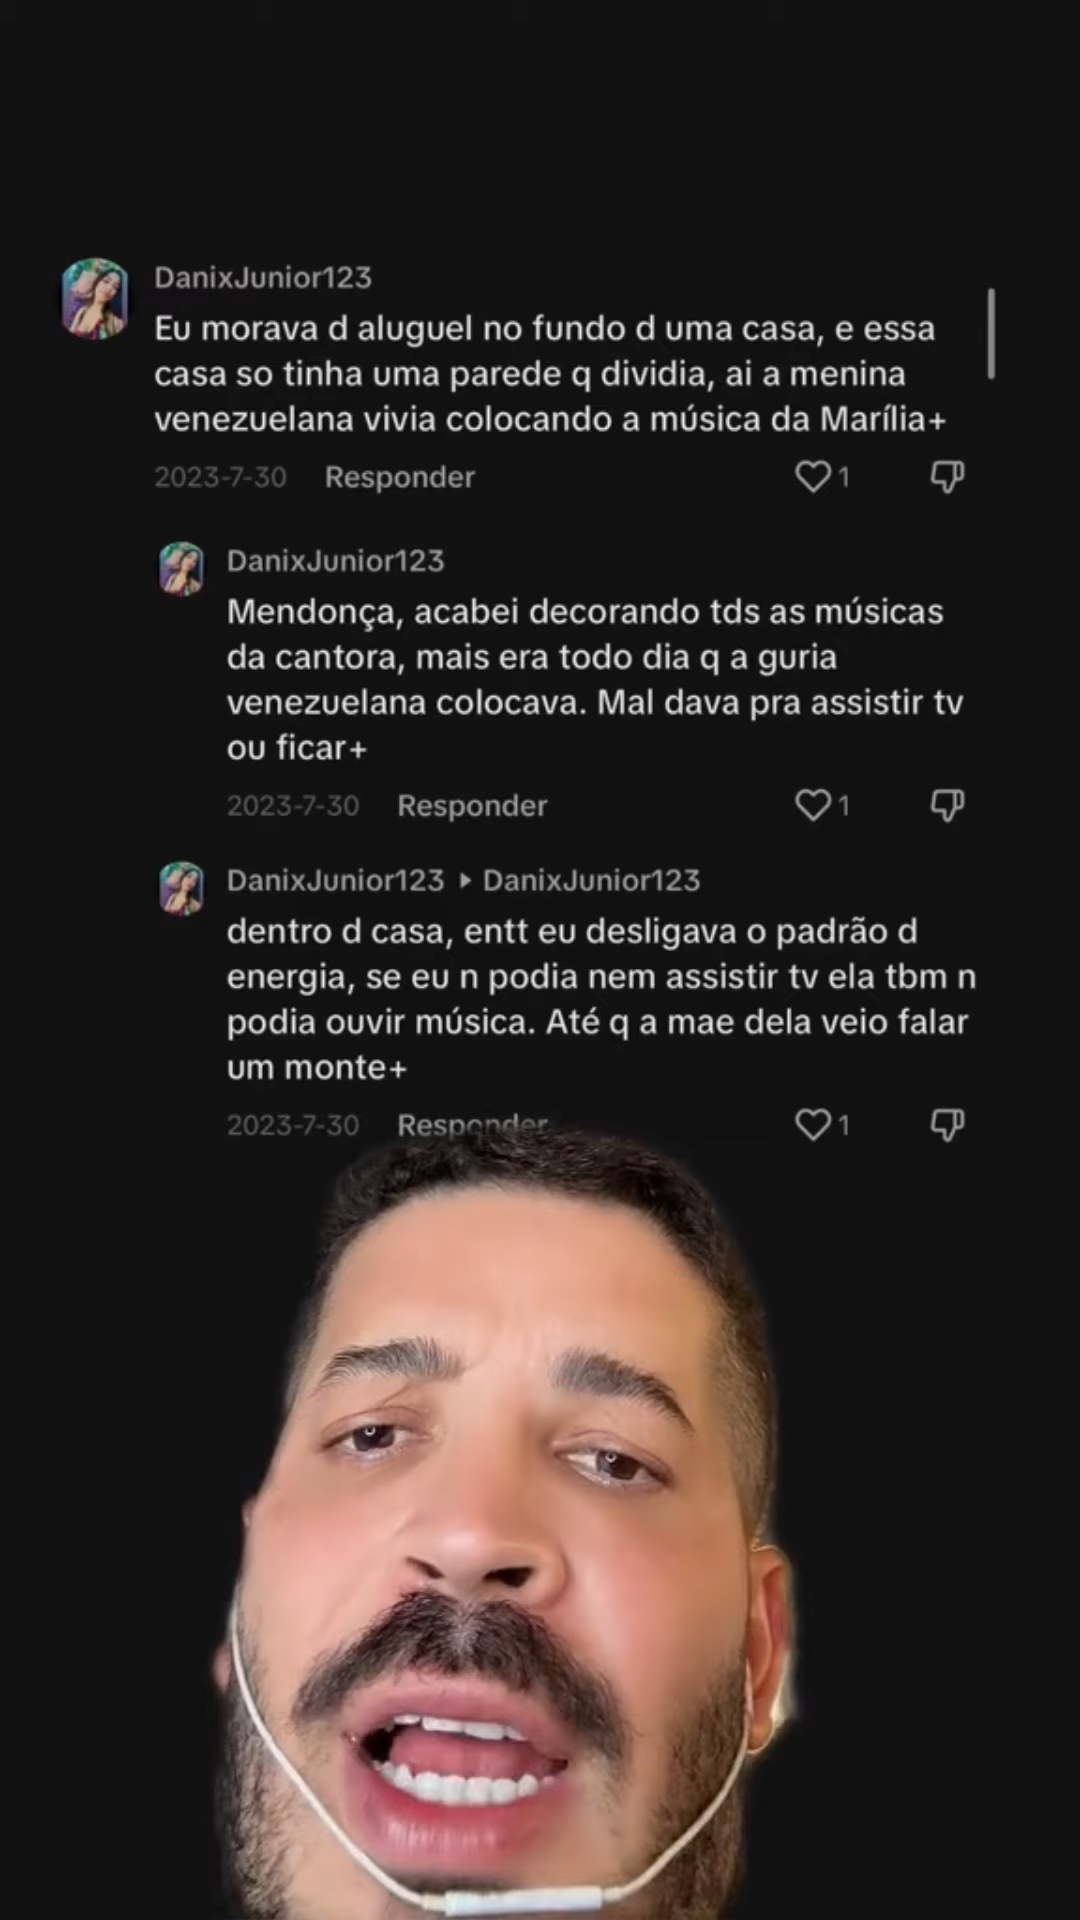 DanixJunior123
Eu morava d aluguel no fundo d uma casa, e essa
casa so tinha uma parede q dividia, ai a menina
venezuelana vivia colocando a música da Marília+
2023-7-30 Responder 1
DanixJunior123
Mendonça, acabei decorando tds as músicas
da cantora, mais era todo dia q a guria
venezuelana colocava. Mal dava pra assistir tv
ou ficar+
2023-7-30 Responder 1
DanixJunior123 DanixJunior123
dentro d casa, entt eu desligava o padrão d
energia, se eu n podia nem assistir tv ela tbm n
podia ouvir música. Até q a mae dela veio falar
um monte+
2023-7-30 Responder 1